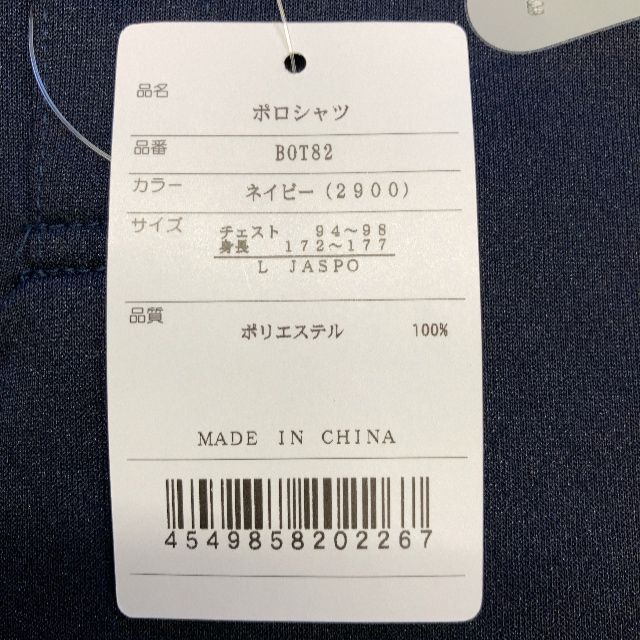 品名
ポロシャツ
品番 BOT82
カラー ネイビー(2900)
サイズ チェスト 94〜98
身長 172〜177
L JASPO
品質
ポリエステル 100%
MADE IN CHINA
4549858202267